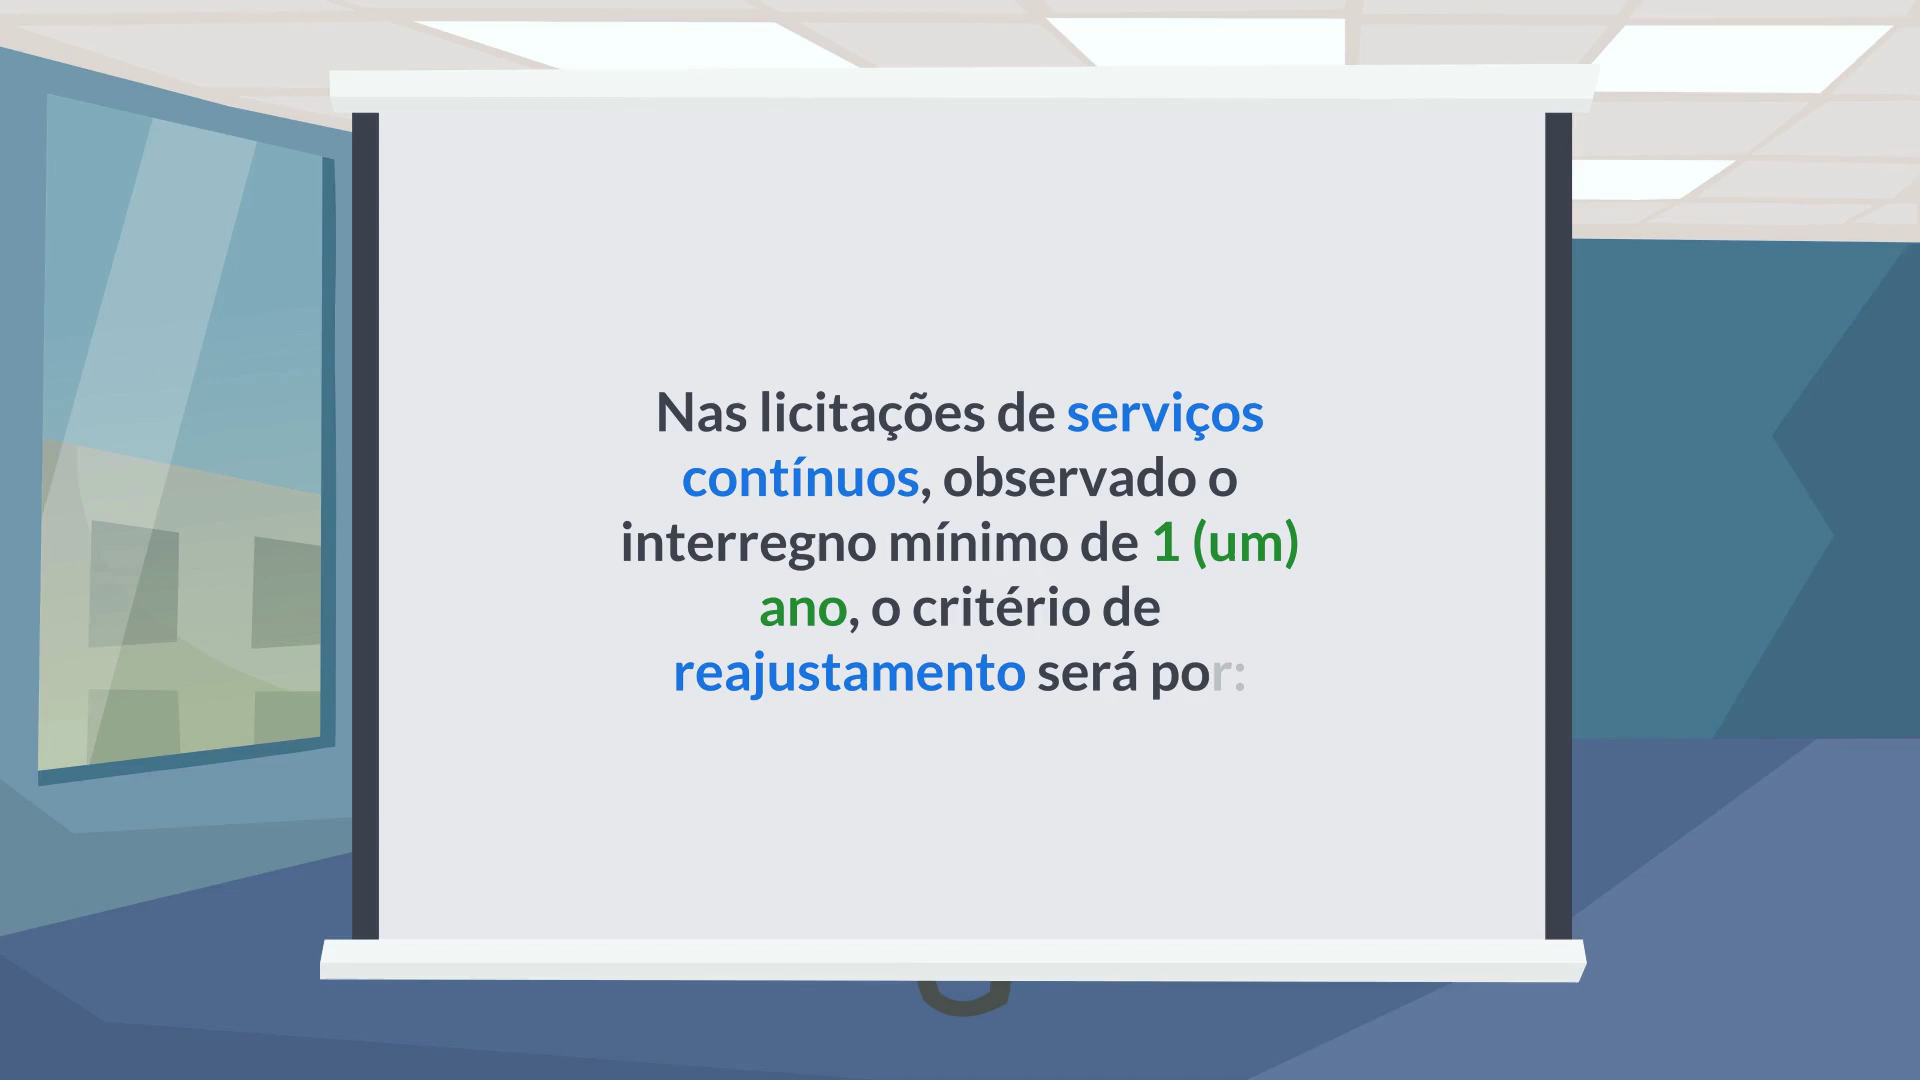 Nas licitações de serviços
contínuos, observado o
interregno mínimo de 1 (um)
ano, o critério de
reajustamento será por: